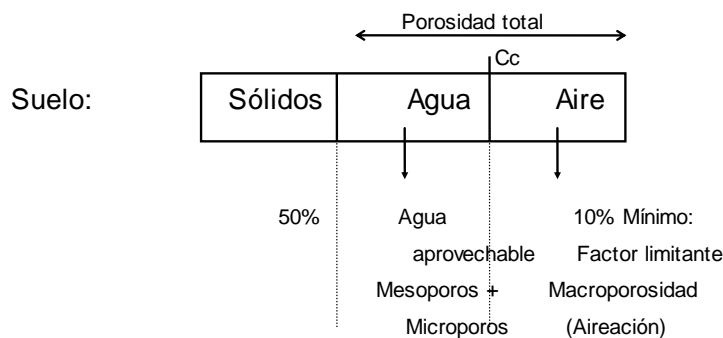 Porosidad total
Cc
Suelo: Sólidos Agua Aire
50% Agua 10% Mínimo:
aprovechable Factor limitante
Mesoporos + Macroporosidad
Microporos (Aireación)